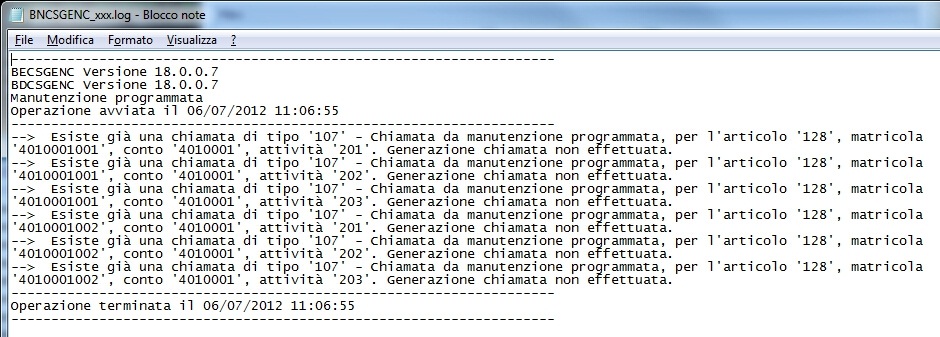 BNCSGENC_xxx.log - Blocco note
File Modifica Formato Visualizza ?
--------------------------------------------------------------------
BECSGENC Versione 18.0.0.7
BDCSGENC Versione 18.0.0.7
Manutenzione programmata
Operazione avviata il 06/07/2012 11:06:55
--------------------------------------------------------------------
--> Esiste già una chiamata di tipo '107' - Chiamata da manutenzione programmata, per l'articolo '128', matricola
'4010001001', conto '4010001', attività '201'. Generazione chiamata non effettuata.
--> Esiste già una chiamata di tipo '107' - Chiamata da manutenzione programmata, per l'articolo '128', matricola
'4010001001', conto '4010001', attività '202'. Generazione chiamata non effettuata.
--> Esiste già una chiamata di tipo '107' - Chiamata da manutenzione programmata, per l'articolo '128', matricola
'4010001001', conto '4010001', attività '203'. Generazione chiamata non effettuata.
--> Esiste già una chiamata di tipo '107' - Chiamata da manutenzione programmata, per l'articolo '128', matricola
'4010001002', conto '4010001', attività '201'. Generazione chiamata non effettuata.
--> Esiste già una chiamata di tipo '107' - Chiamata da manutenzione programmata, per l'articolo '128', matricola
'4010001002', conto '4010001', attività '202'. Generazione chiamata non effettuata.
--> Esiste già una chiamata di tipo '107' - Chiamata da manutenzione programmata, per l'articolo '128', matricola
'4010001002', conto '4010001', attività '203'. Generazione chiamata non effettuata.
--------------------------------------------------------------------
Operazione terminata il 06/07/2012 11:06:55
--------------------------------------------------------------------